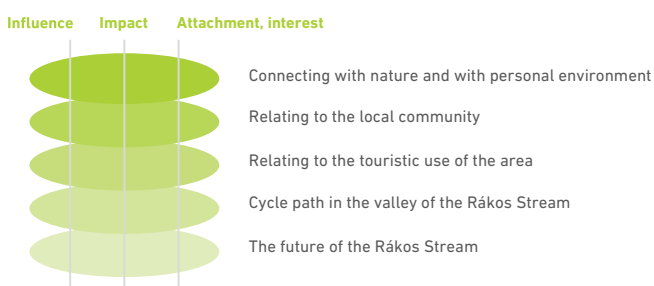 Influence Impact Attachment, interest
Connecting with nature and with personal environment
Relating to the local community
Relating to the touristic use of the area
Cycle path in the valley of the Rákos Stream
The future of the Rákos Stream